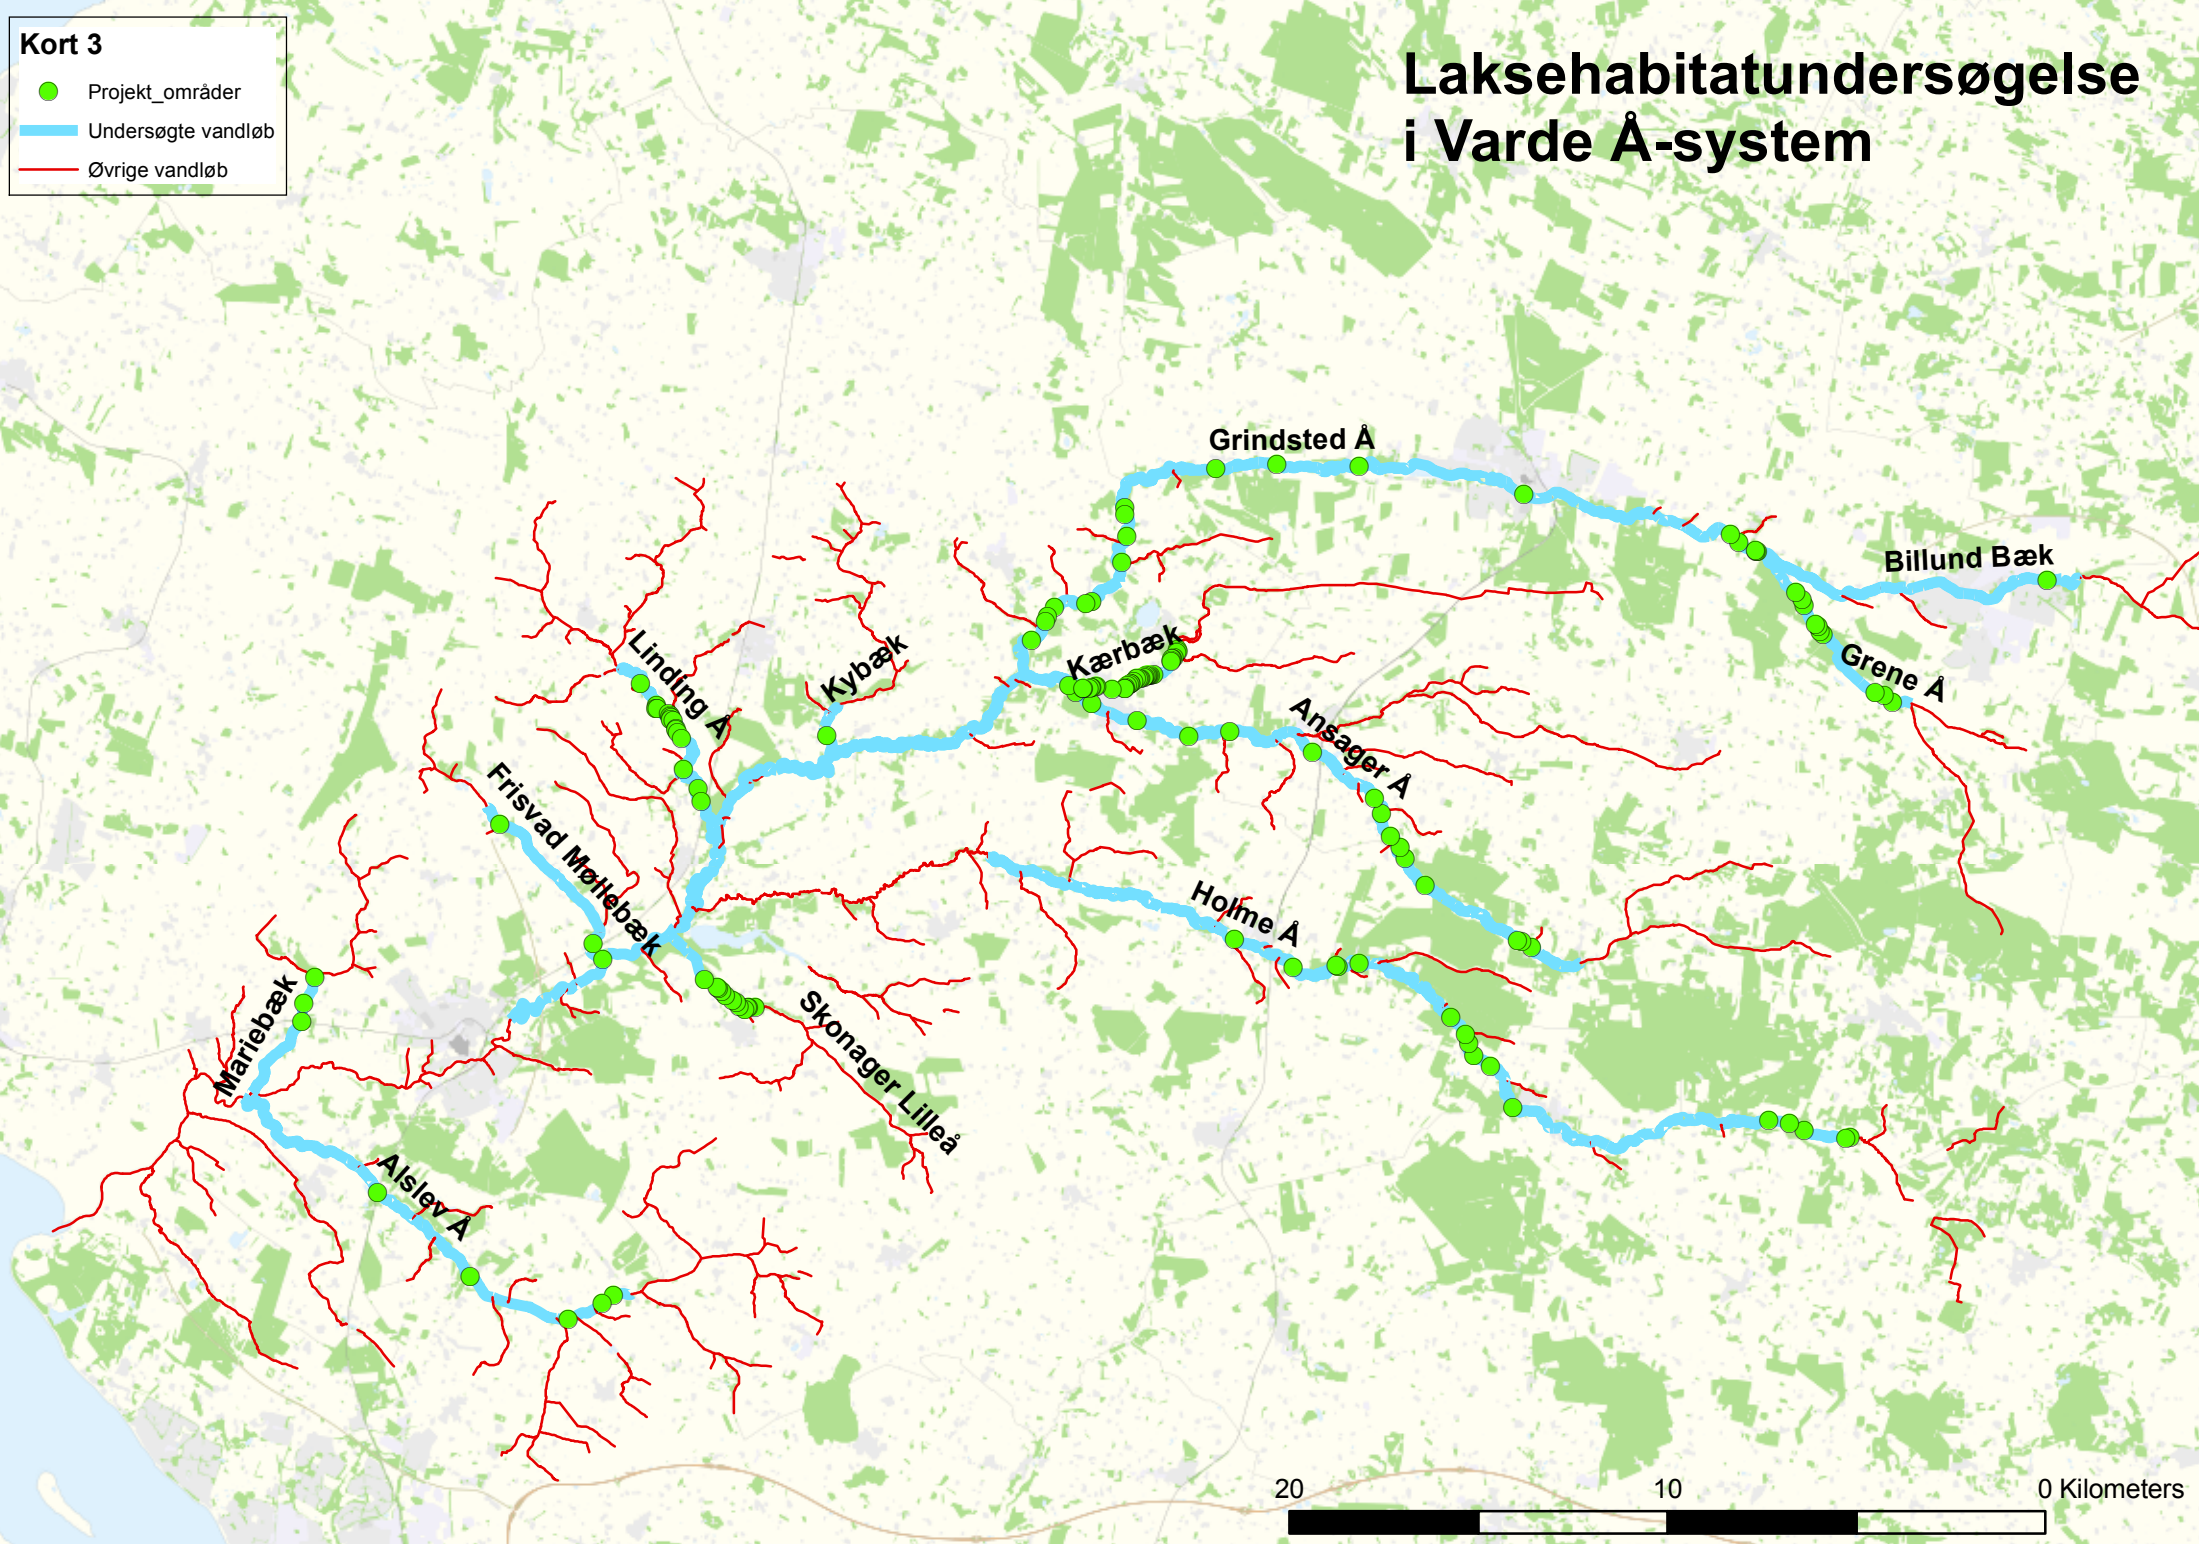 Kort 3
Projekt_områder
Undersøgte vandløb
Øvrige vandløb
Laksehabitatundersøgelse
i Varde Å-system
Grindsted Å
Billund Bæk
Grene Å
Kærbæk
Linding Å
Kybæk
Ansager Å
Frisvad Møllebæk
Holme Å
Mariebæk
Skonager Lilleå
Alslev Å
20 10 0 Kilometers